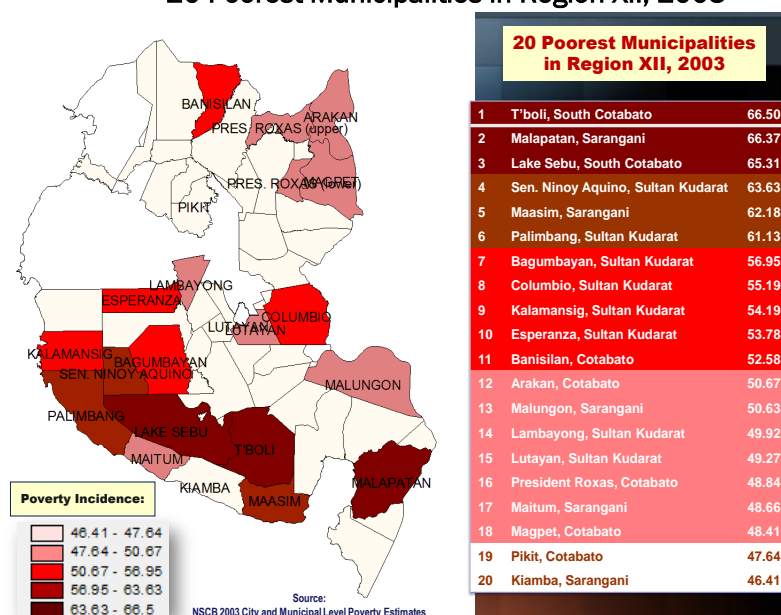 20 Poorest Municipalities in Region XII, 2003
BANISILAN
ARAKAN
PRES. ROXAS (upper)
PRES. ROXAS (lower)
MAGPET
PIKIT
LAMBAYONG
ESPERANZA
COLUMBIO
LUTAYAN
LUTAYAN
KALAMANSIG
BAGUMBAYAN
SEN. NINOY AQUINO
MALUNGON
PALIMBANG
LAKE SEBU
T'BOLI
MAITUM
MALAPATAN
KIAMBA
MAASIM
Poverty Incidence:
46.41 - 47.64
47.64 - 50.67
50.67 - 56.95
56.95 - 63.63
63.63 - 66.5
Source:
NSCB 2003 City and Municipal Level Poverty Estimates
20 Poorest Municipalities
in Region XII, 2003
1 T'boli, South Cotabato 66.50
2 Malapatan, Sarangani 66.37
3 Lake Sebu, South Cotabato 65.31
4 Sen. Ninoy Aquino, Sultan Kudarat 63.63
5 Maasim, Sarangani 62.18
6 Palimbang, Sultan Kudarat 61.13
7 Bagumbayan, Sultan Kudarat 56.95
8 Columbio, Sultan Kudarat 55.19
9 Kalamansig, Sultan Kudarat 54.19
10 Esperanza, Sultan Kudarat 53.78
11 Banisilan, Cotabato 52.58
12 Arakan, Cotabato 50.67
13 Malungon, Sarangani 50.63
14 Lambayong, Sultan Kudarat 49.92
15 Lutayan, Sultan Kudarat 49.27
16 President Roxas, Cotabato 48.84
17 Maitum, Sarangani 48.66
18 Magpet, Cotabato 48.41
19 Pikit, Cotabato 47.64
20 Kiamba, Sarangani 46.41